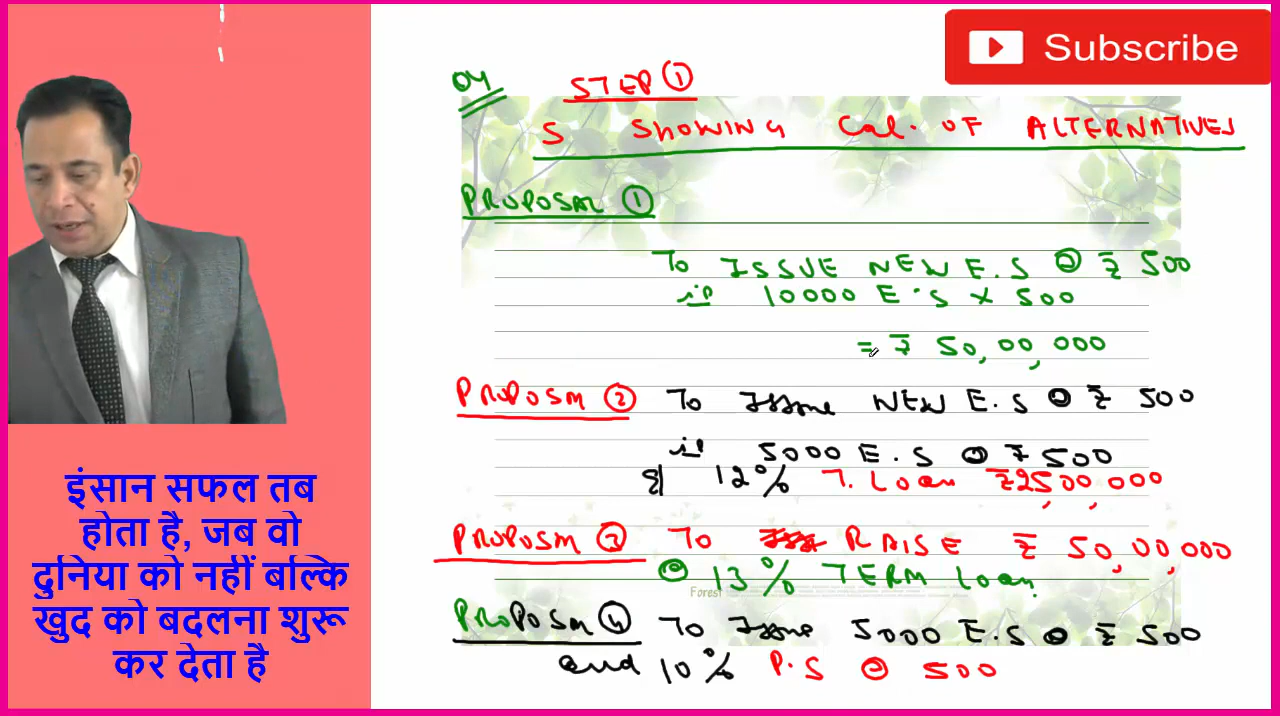 Subscribe
04 STEP ①
S SHOWING Cal. OF ALTERNATIVES
PROPOSAL ①
To ISSUE NEW E.S @ ₹ 500
ie 10000 E.S x 500
= ₹ 50,00,000
PROPOSAL ② To Issue NEW E.S @ ₹ 500
ie 5000 E.S @ ₹ 500
& 12% T. Loan ₹25,00,000
PROPOSAL ③ TO RAISE ₹ 50,00,000
@ 13% TERM Loan.
Forest
PROPOSAL ④ To Issue 5000 E.S @ ₹ 500
and 10% P.S @ 500
इंसान सफल तब
होता है, जब वो
दुनिया को नहीं बल्कि
खुद को बदलना शुरू
कर देता है